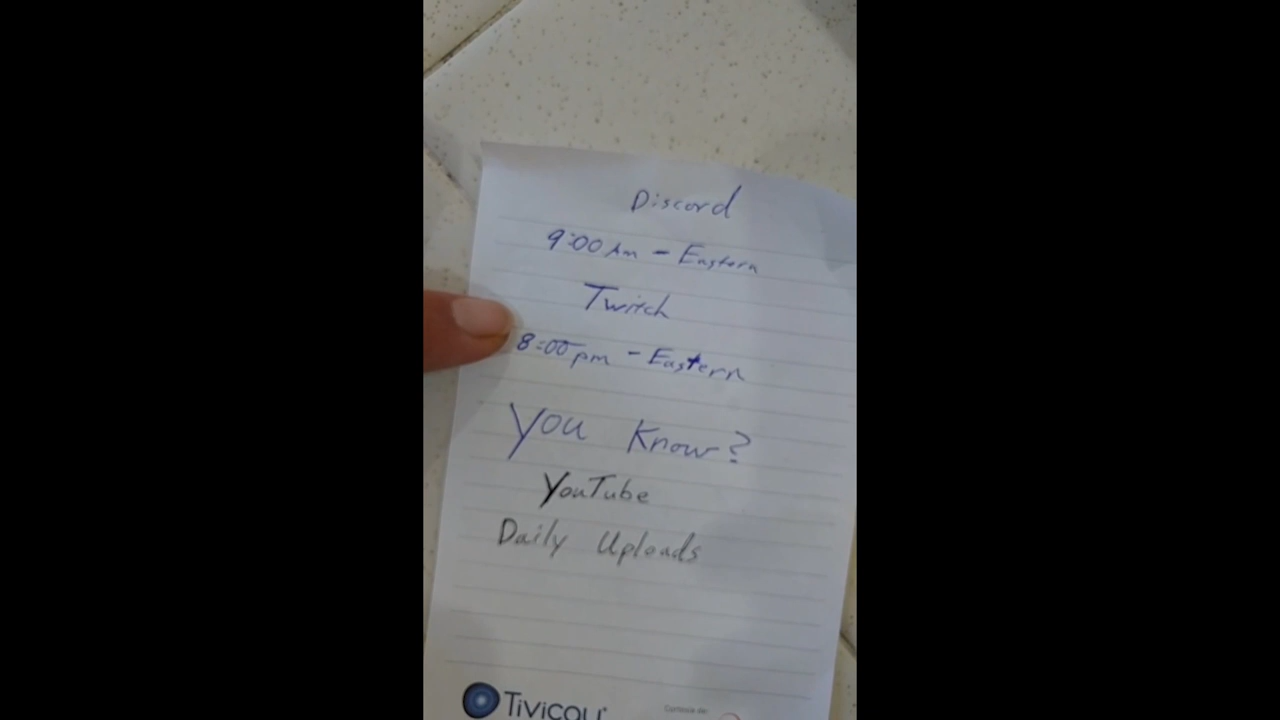 Discord
9:00 Am - Eastern
Twitch
8:00 pm - Eastern
You Know?
YouTube
Daily Uploads
Tivicay